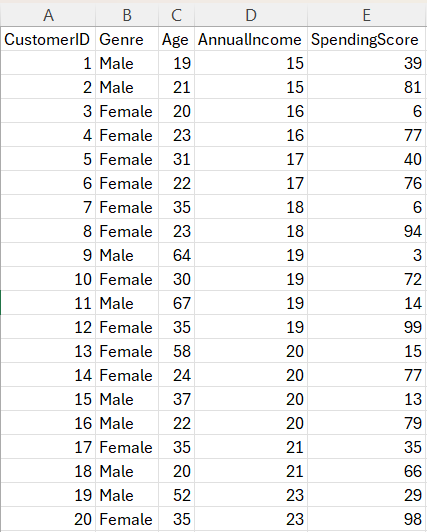 A B C D E
CustomerID Genre Age AnnualIncome SpendingScore
1 Male 19 15 39
2 Male 21 15 81
3 Female 20 16 6
4 Female 23 16 77
5 Female 31 17 40
6 Female 22 17 76
7 Female 35 18 6
8 Female 23 18 94
9 Male 64 19 3
10 Female 30 19 72
11 Male 67 19 14
12 Female 35 19 99
13 Female 58 20 15
14 Female 24 20 77
15 Male 37 20 13
16 Male 22 20 79
17 Female 35 21 35
18 Male 20 21 66
19 Male 52 23 29
20 Female 35 23 98